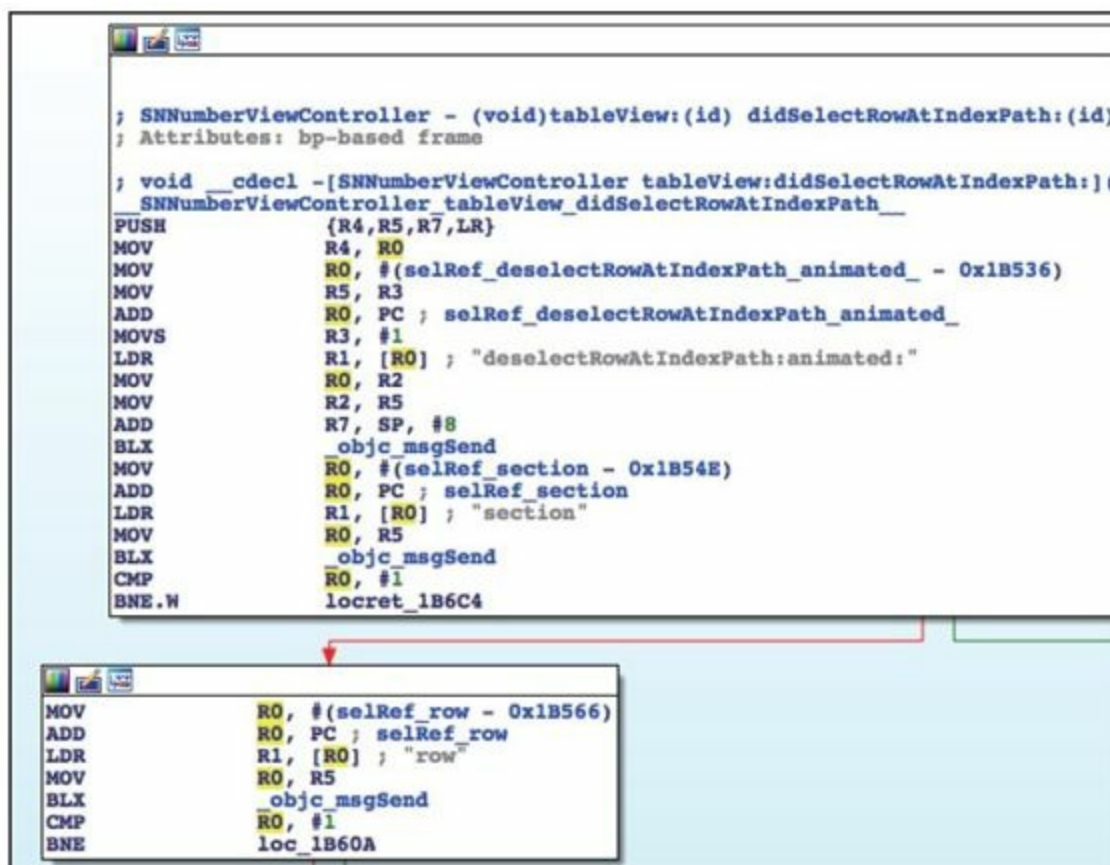 ; SNNumberViewController - (void)tableView:(id) didSelectRowAtIndexPath:(id)
; Attributes: bp-based frame
; void __cdecl -[SNNumberViewController tableView:didSelectRowAtIndexPath:](
__SNNumberViewController_tableView_didSelectRowAtIndexPath__
PUSH {R4,R5,R7,LR}
MOV R4, R0
MOV R0, #(selRef_deselectRowAtIndexPath_animated_ - 0x1B536)
MOV R5, R3
ADD R0, PC ; selRef_deselectRowAtIndexPath_animated_
MOVS R3, #1
LDR R1, [R0] ; "deselectRowAtIndexPath:animated:"
MOV R0, R2
MOV R2, R5
ADD R7, SP, #8
BLX _objc_msgSend
MOV R0, #(selRef_section - 0x1B54E)
ADD R0, PC ; selRef_section
LDR R1, [R0] ; "section"
MOV R0, R5
BLX _objc_msgSend
CMP R0, #1
BNE.W locret_1B6C4
MOV R0, #(selRef_row - 0x1B566)
ADD R0, PC ; selRef_row
LDR R1, [R0] ; "row"
MOV R0, R5
BLX _objc_msgSend
CMP R0, #1
BNE loc_1B60A